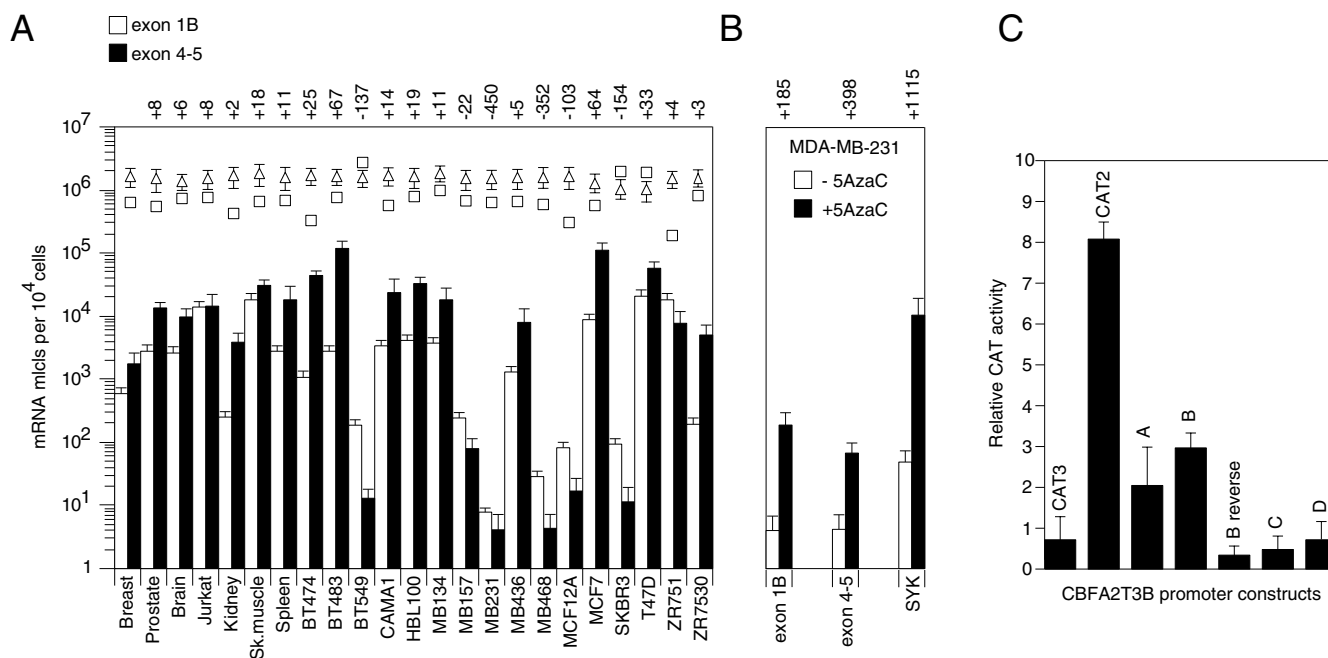 A
exon 1B
exon 4-5
+8
+6
+8
+2
+18
+11
+25
+67
-137
+14
+19
+11
-22
-450
+5
-352
-103
+64
-154
+33
+4
+3
mRNA mlcls per 10^4 cells
10^7
10^6
10^5
10^4
10^3
10^2
10^1
1
Breast
Prostate
Brain
Jurkat
Kidney
Sk.muscle
Spleen
BT474
BT483
BT549
CAMA1
HBL100
MB134
MB157
MB231
MB436
MB468
MCF12A
MCF7
SKBR3
T47D
ZR751
ZR7530
B
+185
+398
+1115
MDA-MB-231
- 5AzaC
+5AzaC
exon 1B
exon 4-5
SYK
C
Relative CAT activity
10
9
8
7
6
5
4
3
2
1
0
CAT3
CAT2
A
B
B reverse
C
D
CBFA2T3B promoter constructs